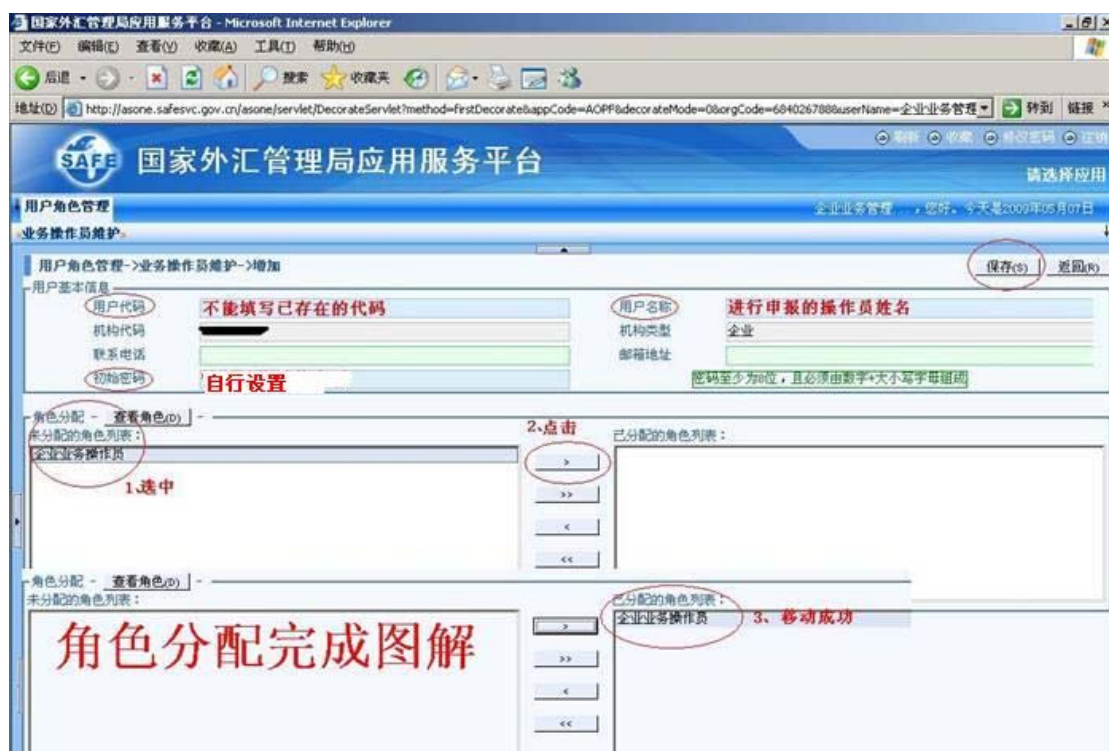 国家外汇管理局应用服务平台 - Microsoft Internet Explorer
文件(F) 编辑(E) 查看(V) 收藏(A) 工具(T) 帮助(H)
后退 搜索 收藏夹
地址(D) http://asone.safesvc.gov.cn/asone/servlet/DecorateServlet?method=firstDecorate&appCode=AOPF&decorateMode=0&orgCode=684026788&userName=企业业务管理 转到 链接 »
刷新 收藏 修改密码 注销
SAFE 国家外汇管理局应用服务平台
请选择应用
用户角色管理 企业业务管理...,您好。今天是2009年05月07日
业务操作员维护
用户角色管理->业务操作员维护->增加 保存(S) 返回(R)
用户基本信息
用户代码 不能填写已存在的代码 用户名称 进行申报的操作员姓名
机构代码 机构类型 企业
联系电话 邮箱地址
初始密码 自行设置 密码至少为8位,且必须由数字+大小写字母组成
角色分配 - 查看角色(D) -
未分配的角色列表: 2、点击 已分配的角色列表:
企业业务操作员 >
1、选中 >>
<
<<
角色分配 - 查看角色(D) -
未分配的角色列表: 已分配的角色列表:
角色分配完成图解 > 企业业务操作员 3、移动成功
>>
<
<<